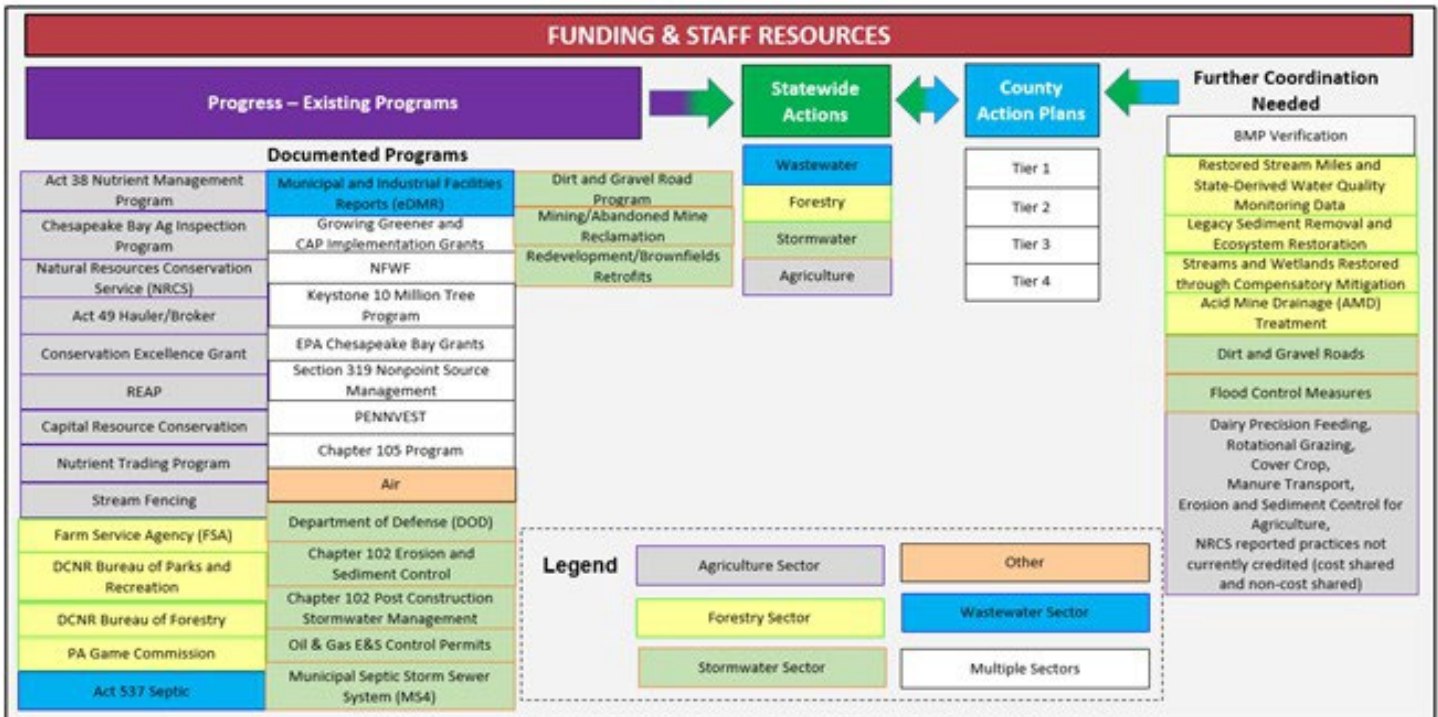 FUNDING & STAFF RESOURCES
Progress – Existing Programs
Statewide
Actions
County
Action Plans
Further Coordination
Needed
Documented Programs
Act 38 Nutrient Management
Program
Chesapeake Bay Ag Inspection
Program
Natural Resources Conservation
Service (NRCS)
Act 49 Hauler/Broker
Conservation Excellence Grant
REAP
Capital Resource Conservation
Nutrient Trading Program
Stream Fencing
Farm Service Agency (FSA)
DCNR Bureau of Parks and
Recreation
DCNR Bureau of Forestry
PA Game Commission
Act 537 Septic
Municipal and Industrial Facilities
Reports (eDMR)
Growing Greener and
CAP Implementation Grants
NFWF
Keystone 10 Million Tree
Program
EPA Chesapeake Bay Grants
Section 319 Nonpoint Source
Management
PENNVEST
Chapter 105 Program
Air
Department of Defense (DOD)
Chapter 102 Erosion and
Sediment Control
Chapter 102 Post Construction
Stormwater Management
Oil & Gas E&S Control Permits
Municipal Septic Storm Sewer
System (MS4)
Dirt and Gravel Road
Program
Mining/Abandoned Mine
Reclamation
Redevelopment/Brownfields
Retrofits
Wastewater
Forestry
Stormwater
Agriculture
Tier 1
Tier 2
Tier 3
Tier 4
BMP Verification
Restored Stream Miles and
State-Derived Water Quality
Monitoring Data
Legacy Sediment Removal and
Ecosystem Restoration
Streams and Wetlands Restored
through Compensatory Mitigation
Acid Mine Drainage (AMD)
Treatment
Dirt and Gravel Roads
Flood Control Measures
Dairy Precision Feeding,
Rotational Grazing,
Cover Crop,
Manure Transport,
Erosion and Sediment Control for
Agriculture,
NRCS reported practices not
currently credited (cost shared
and non-cost shared)
Legend
Agriculture Sector
Other
Forestry Sector
Wastewater Sector
Stormwater Sector
Multiple Sectors